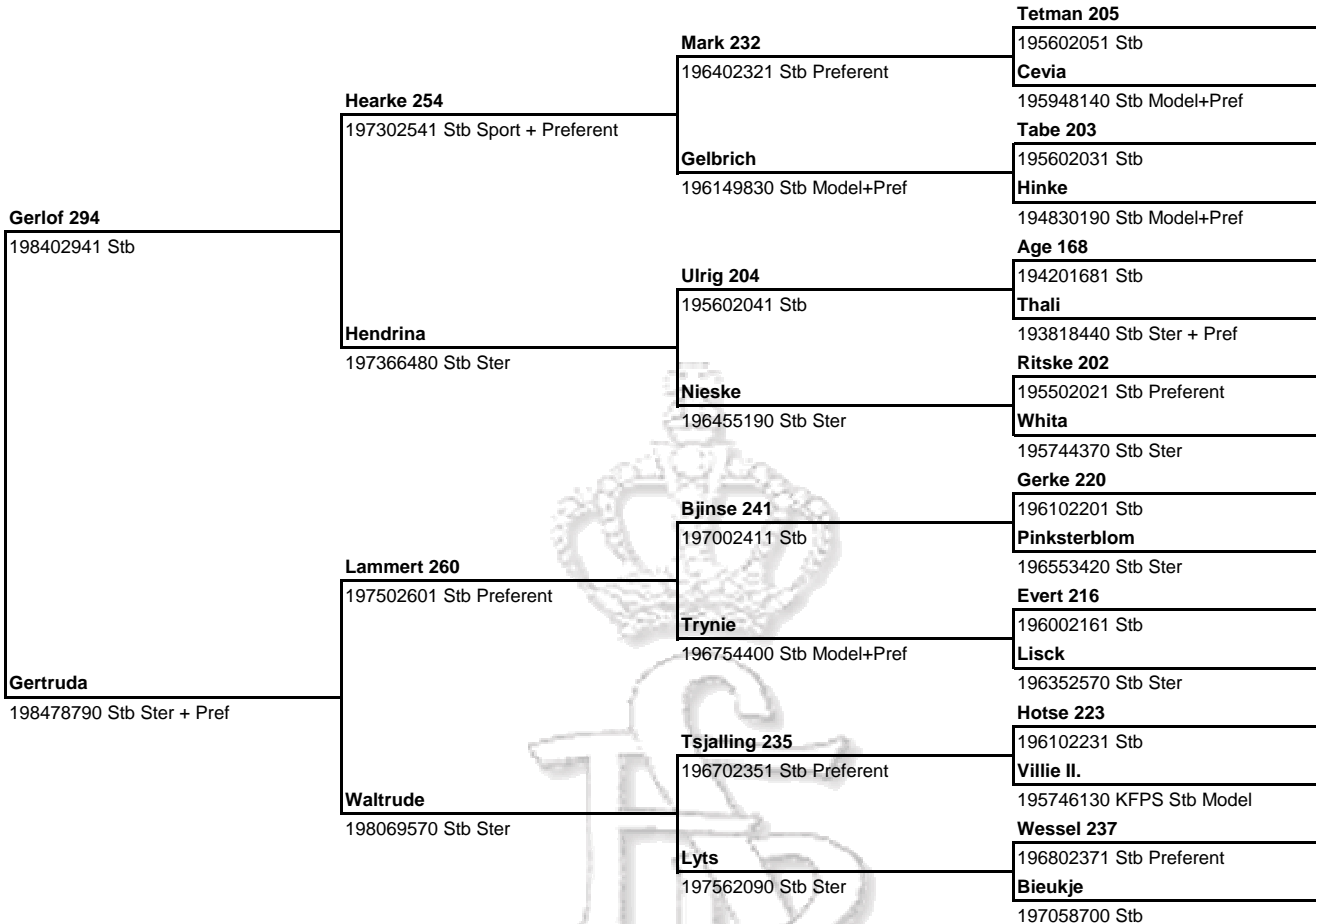 Gerlof 294
198402941 Stb
Gertruda
198478790 Stb Ster + Pref
Hearke 254
197302541 Stb Sport + Preferent
Hendrina
197366480 Stb Ster
Lammert 260
197502601 Stb Preferent
Waltrude
198069570 Stb Ster
Mark 232
196402321 Stb Preferent
Gelbrich
196149830 Stb Model+Pref
Ulrig 204
195602041 Stb
Nieske
196455190 Stb Ster
Bjinse 241
197002411 Stb
Trynie
196754400 Stb Model+Pref
Tsjalling 235
196702351 Stb Preferent
Lyts
197562090 Stb Ster
Tetman 205
195602051 Stb
Cevia
195948140 Stb Model+Pref
Tabe 203
195602031 Stb
Hinke
194830190 Stb Model+Pref
Age 168
194201681 Stb
Thali
193818440 Stb Ster + Pref
Ritske 202
195502021 Stb Preferent
Whita
195744370 Stb Ster
Gerke 220
196102201 Stb
Pinksterblom
196553420 Stb Ster
Evert 216
196002161 Stb
Lisck
196352570 Stb Ster
Hotse 223
196102231 Stb
Villie II.
195746130 KFPS Stb Model
Wessel 237
196802371 Stb Preferent
Bieukje
197058700 Stb